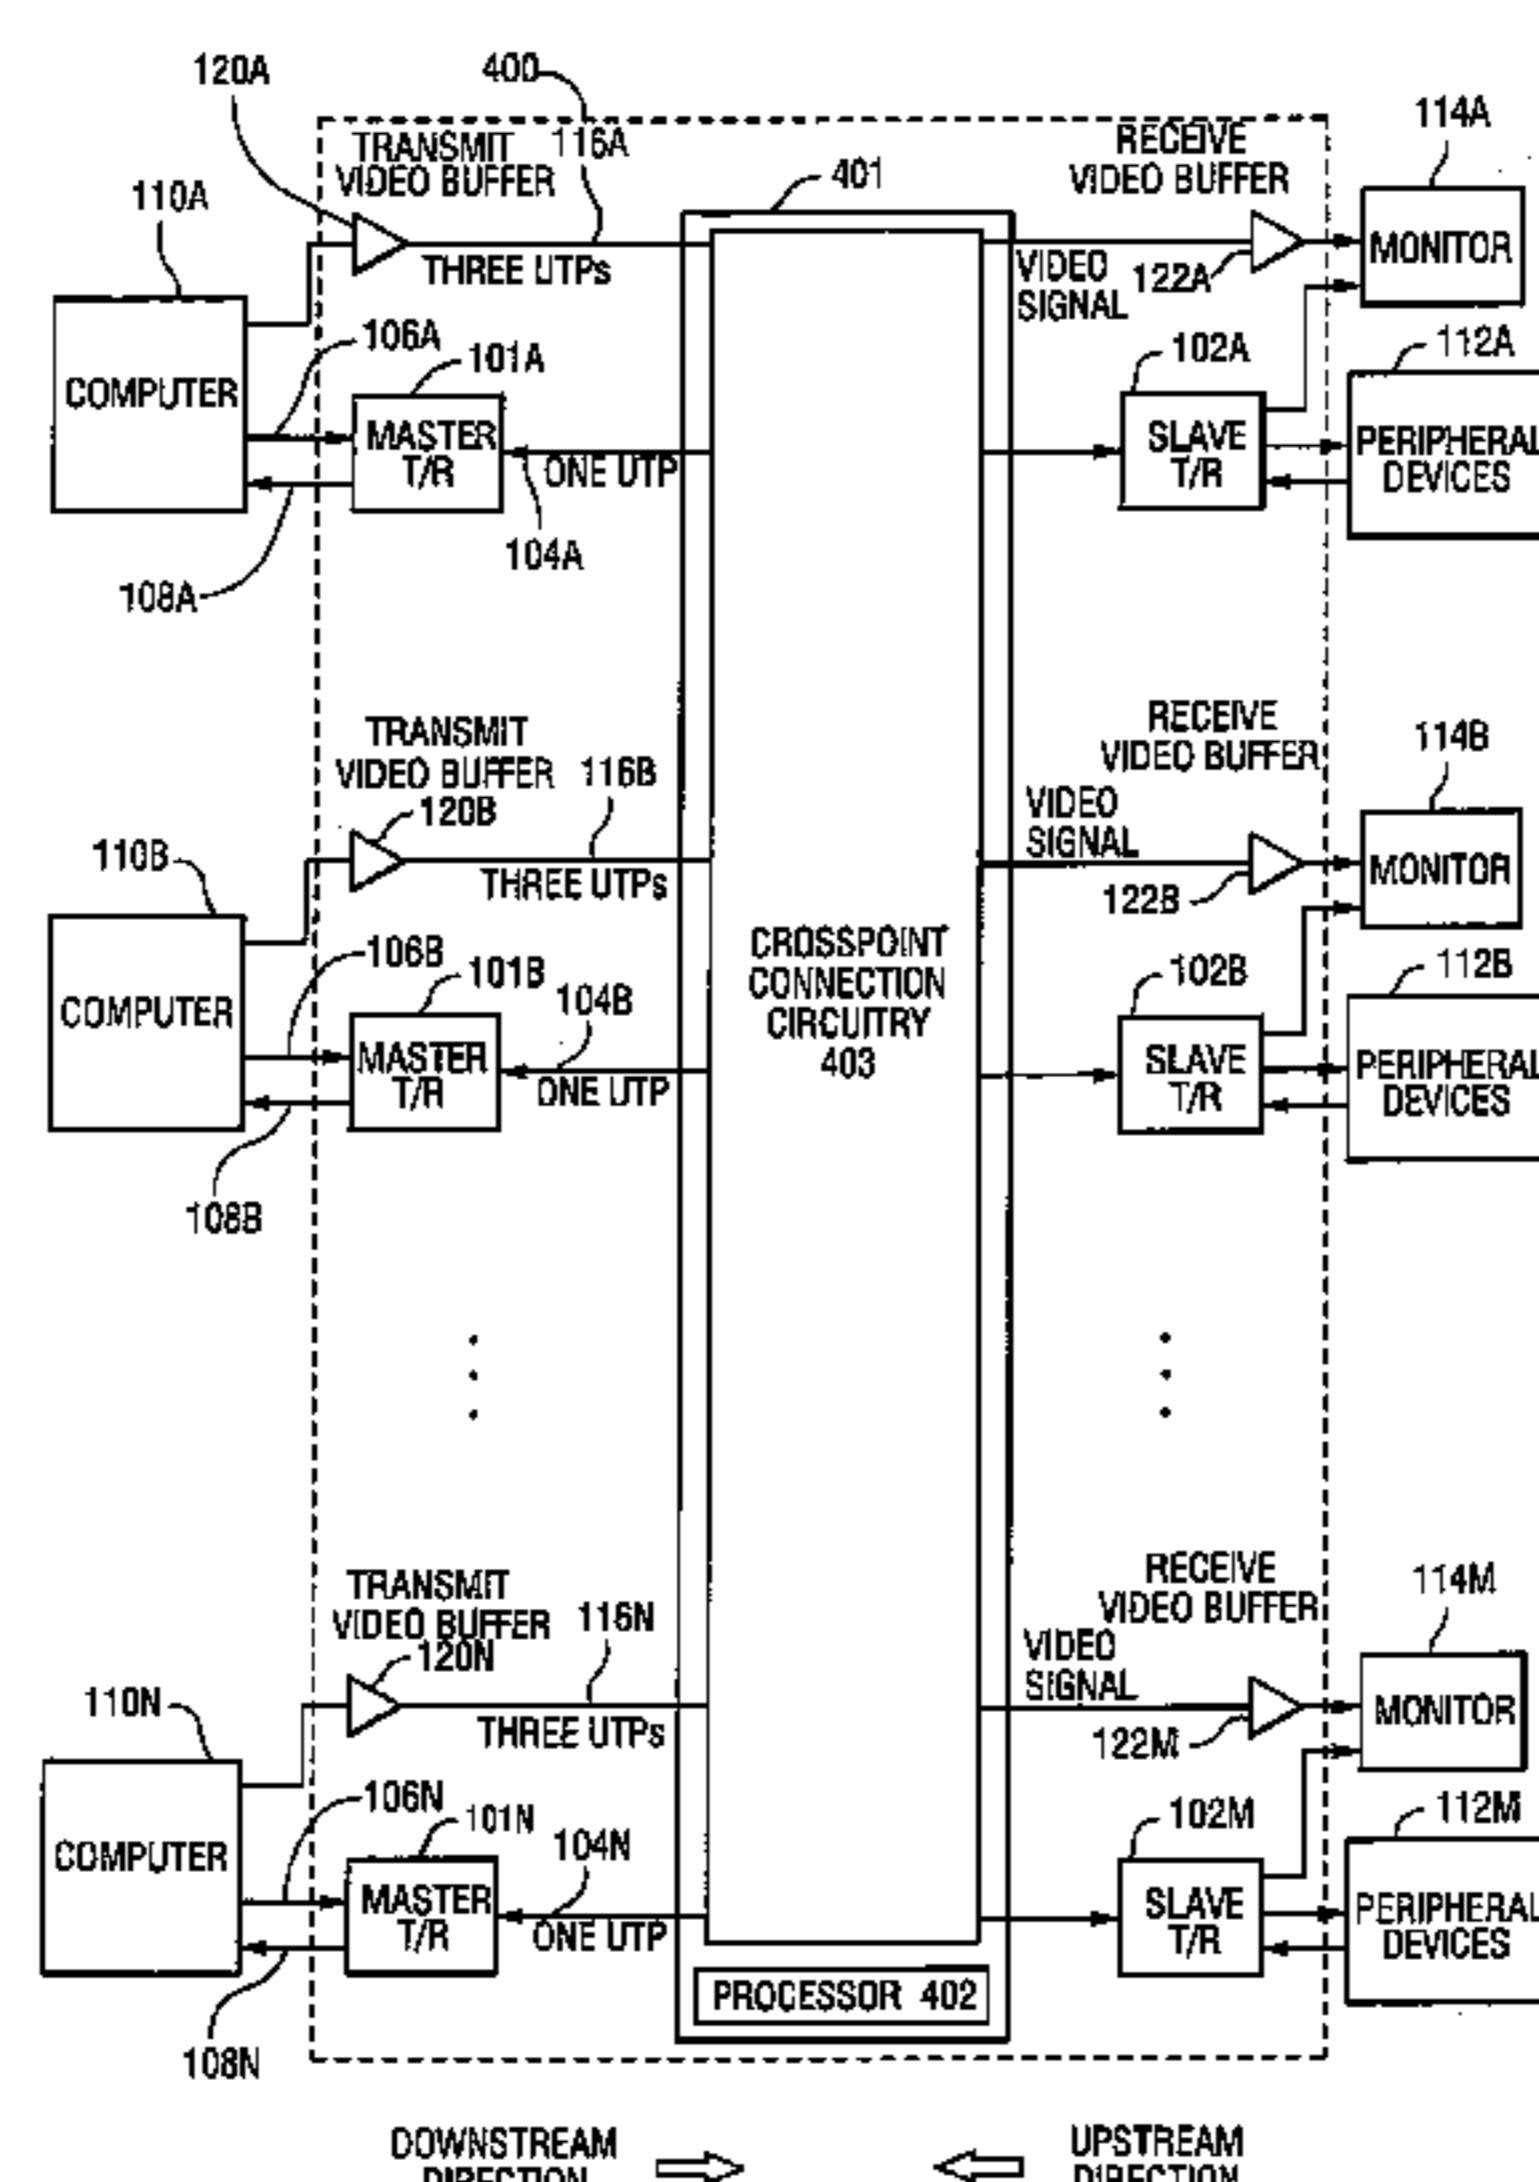 120A
400
TRANSMIT
VIDEO BUFFER
116A
RECEIVE
VIDEO BUFFER
114A
110A
401
MONITOR
THREE UTPs
VIDEO
SIGNAL
122A
106A
101A
102A
112A
COMPUTER
MASTER
T/R
ONE UTP
SLAVE
T/R
PERIPHERAL
DEVICES
104A
108A
TRANSMIT
VIDEO BUFFER
116B
120B
RECEIVE
VIDEO BUFFER
114B
VIDEO
SIGNAL
110B
MONITOR
THREE UTPs
122B
CROSSPOINT
CONNECTION
CIRCUITRY
403
106B
101B
104B
102B
112B
COMPUTER
MASTER
T/R
ONE UTP
SLAVE
T/R
PERIPHERAL
DEVICES
108B
TRANSMIT
VIDEO BUFFER
116N
120N
RECEIVE
VIDEO BUFFER
114M
VIDEO
SIGNAL
110N
MONITOR
THREE UTPs
122M
106N
101N
104N
102M
112M
COMPUTER
MASTER
T/R
ONE UTP
SLAVE
T/R
PERIPHERAL
DEVICES
PROCESSOR 402
108N
DOWNSTREAM
DIRECTION
UPSTREAM
DIRECTION